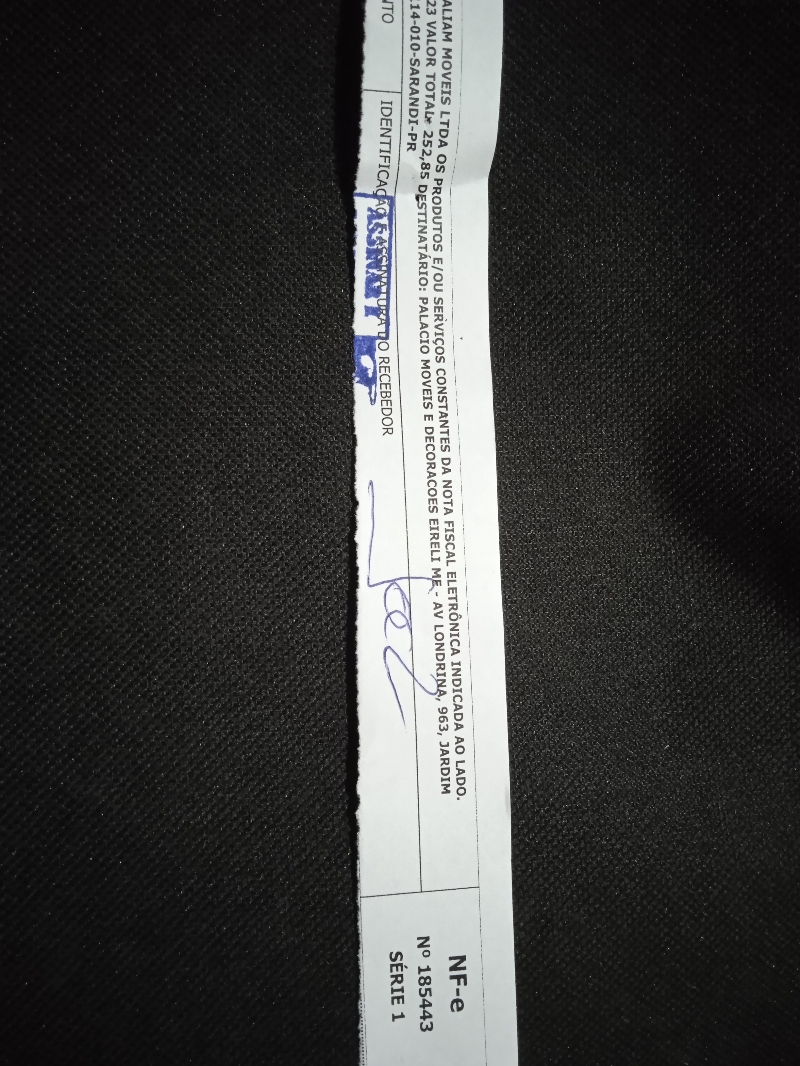 ALIAM MOVEIS LTDA OS PRODUTOS E/OU SERVIÇOS CONSTANTES DA NOTA FISCAL ELETRÔNICA INDICADA AO LADO.
23 VALOR TOTAL: 252,85 DESTINATÁRIO: PALACIO MOVEIS E DECORACOES EIRELI ME - AV LONDRINA, 963, JARDIM
14-010-SARANDI-PR
NTO
IDENTIFICAÇÃO E ASSINATURA DO RECEBEDOR
NF-e
Nº 185443
SÉRIE 1